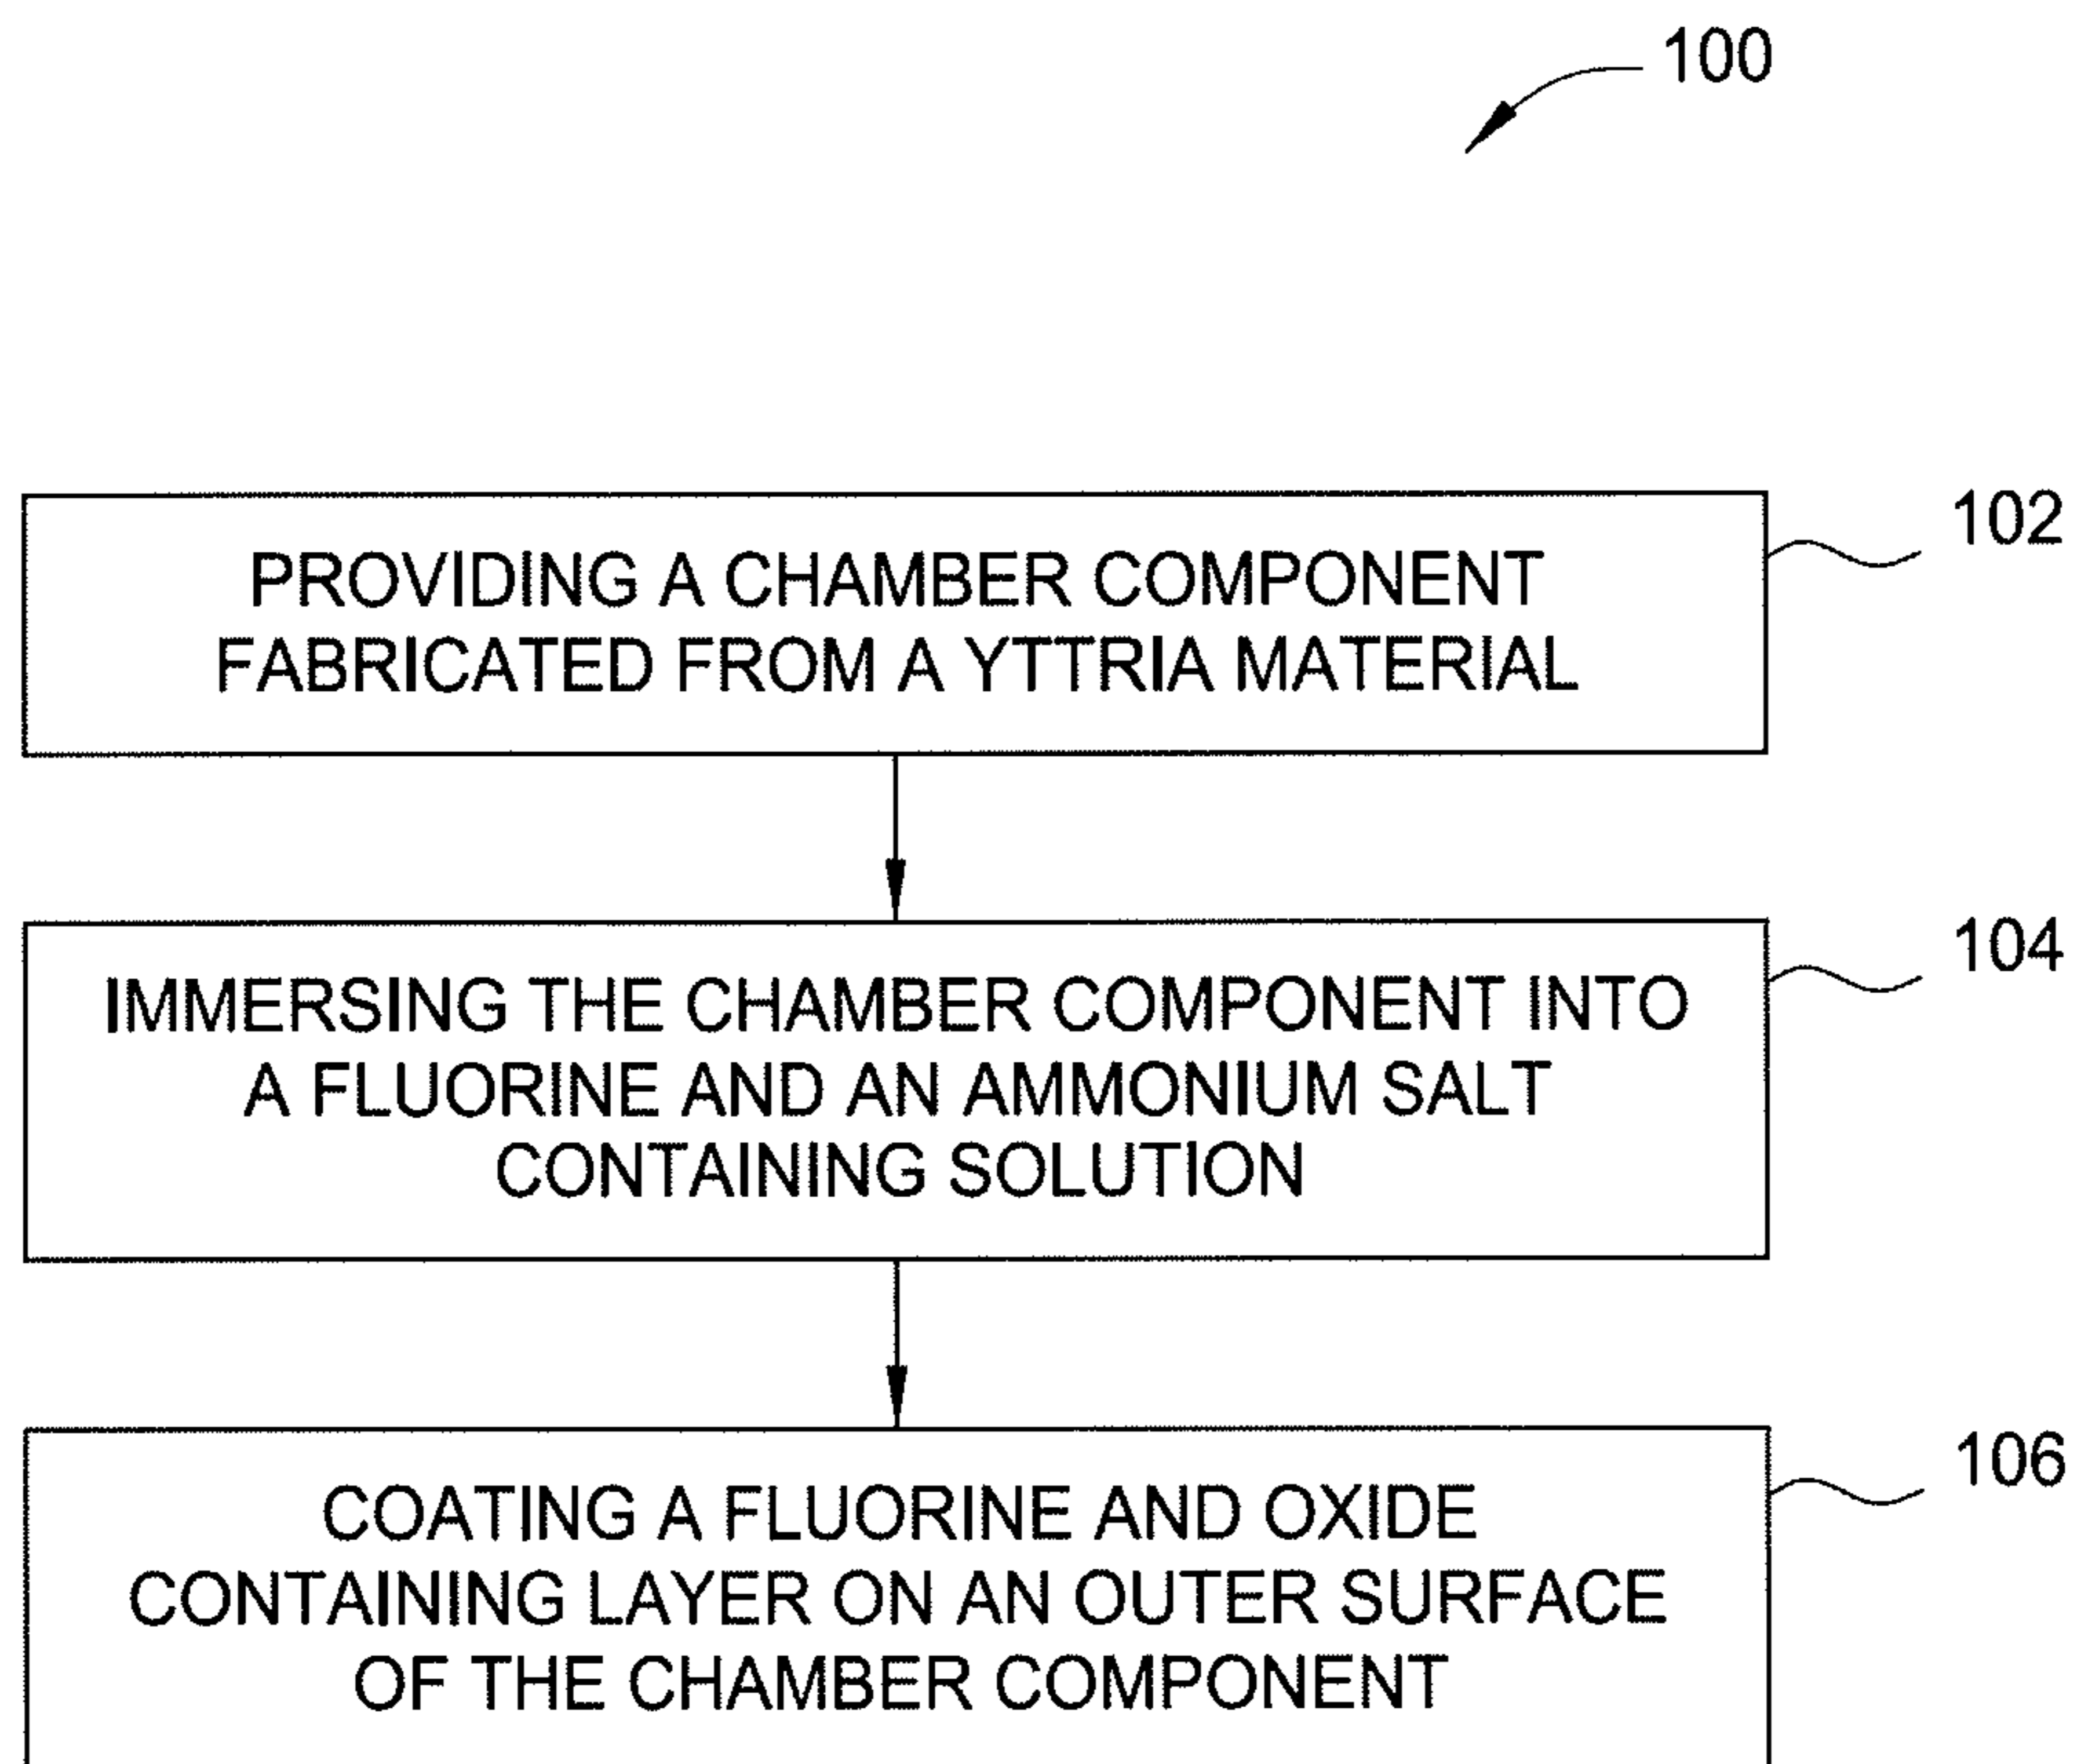 100
102
PROVIDING A CHAMBER COMPONENT
FABRICATED FROM A YTTRIA MATERIAL
104
IMMERSING THE CHAMBER COMPONENT INTO
A FLUORINE AND AN AMMONIUM SALT
CONTAINING SOLUTION
106
COATING A FLUORINE AND OXIDE
CONTAINING LAYER ON AN OUTER SURFACE
OF THE CHAMBER COMPONENT